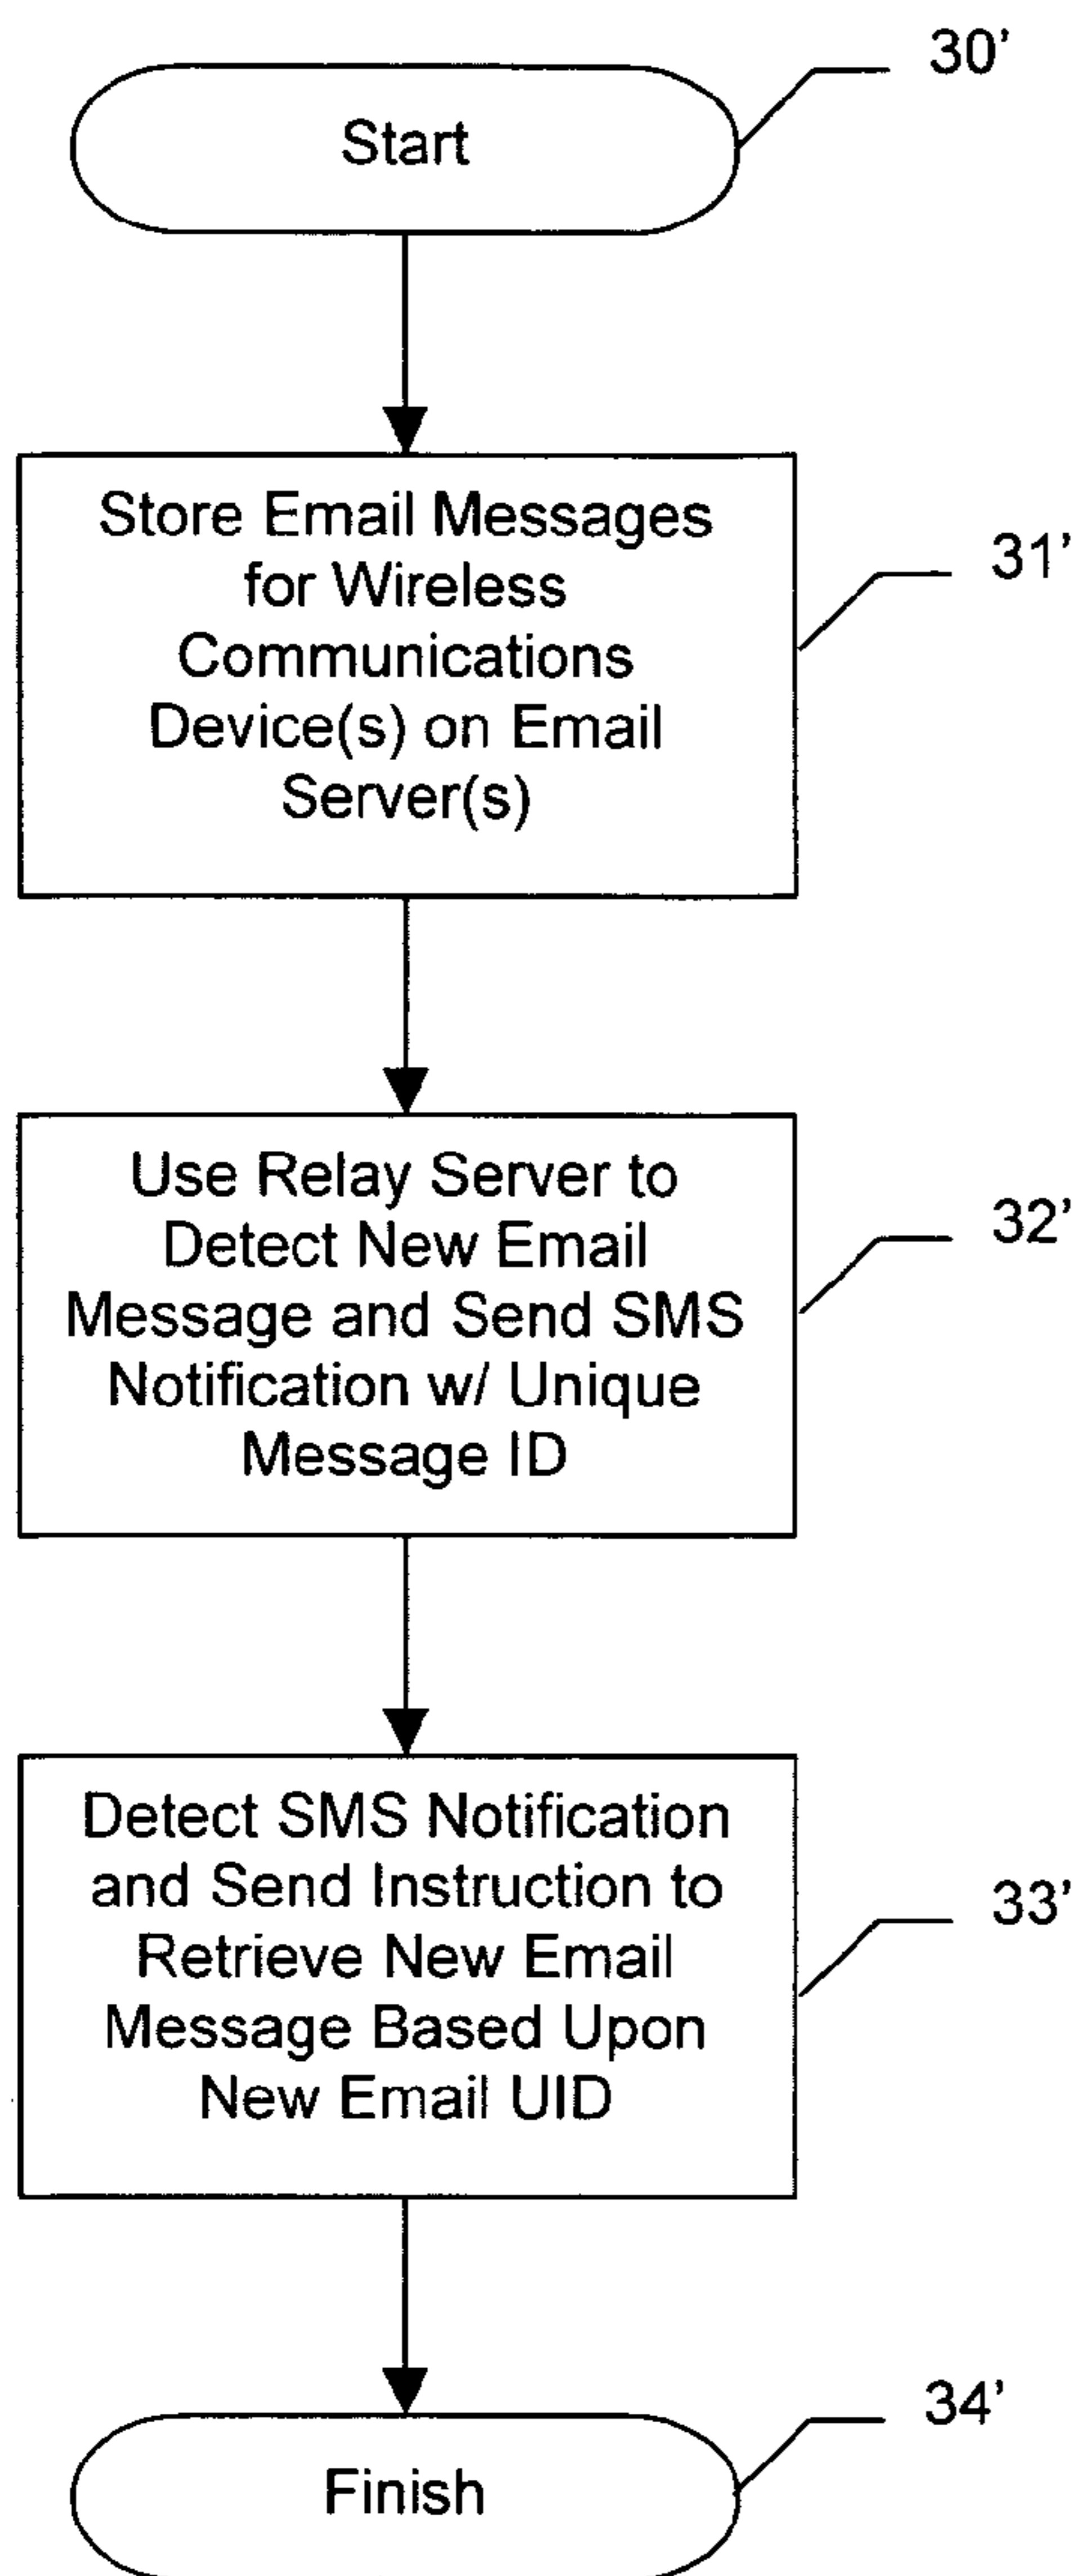 30'
Start
Store Email Messages
for Wireless
Communications
Device(s) on Email
Server(s)
31'
Use Relay Server to
Detect New Email
Message and Send SMS
Notification w/ Unique
Message ID
32'
Detect SMS Notification
and Send Instruction to
Retrieve New Email
Message Based Upon
New Email UID
33'
34'
Finish